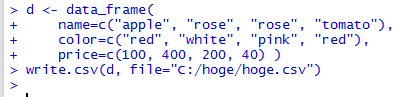 > d <- data_frame(
+     name=c("apple", "rose", "rose", "tomato"),
+     color=c("red", "white", "pink", "red"),
+     price=c(100, 400, 200, 40) )
> write.csv(d, file="C:/hoge/hoge.csv")
>